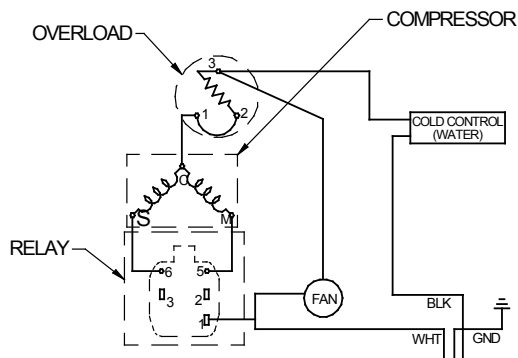 COMPRESSOR
OVERLOAD
3
1
2
COLD CONTROL
(WATER)
C
S
M
RELAY
6
5
3
2
1
FAN
BLK
WHT
GND